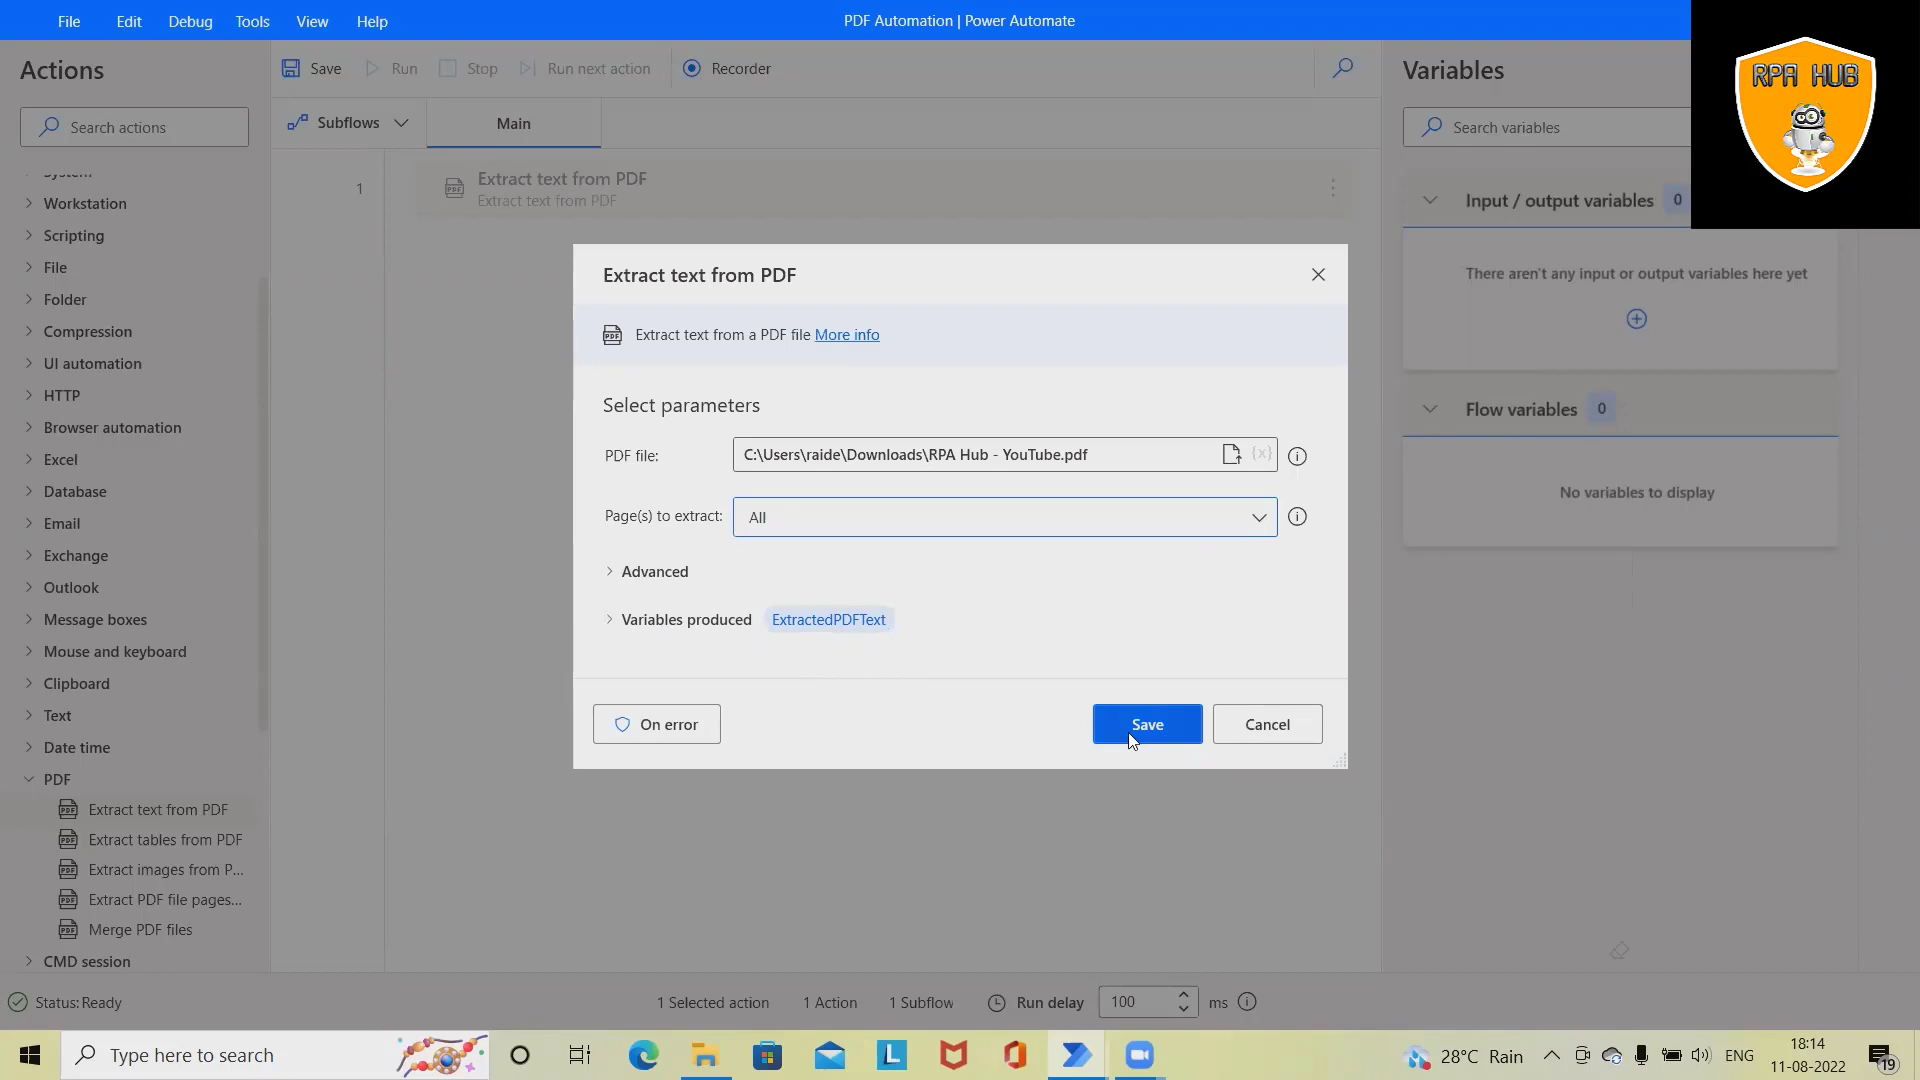 File Edit Debug Tools View Help
PDF Automation | Power Automate
Actions
Search actions
System
Workstation
Scripting
File
Folder
Compression
UI automation
HTTP
Browser automation
Excel
Database
Email
Exchange
Outlook
Message boxes
Mouse and keyboard
Clipboard
Text
Date time
PDF
Extract text from PDF
Extract tables from PDF
Extract images from P...
Extract PDF file pages...
Merge PDF files
CMD session
Save Run Stop Run next action Recorder
Subflows Main
1
PDF Extract text from PDF
Extract text from PDF
Extract text from PDF
PDF Extract text from a PDF file More info
Select parameters
PDF file: C:\Users\raide\Downloads\RPA Hub - YouTube.pdf {x}
Page(s) to extract: All
Advanced
Variables produced ExtractedPDFText
On error Save Cancel
Variables
Search variables
Input / output variables 0
There aren't any input or output variables here yet
Flow variables 0
No variables to display
RPA HUB
Status: Ready 1 Selected action 1 Action 1 Subflow Run delay 100 ms
Type here to search
L
28°C Rain ENG
18:14
11-08-2022
19